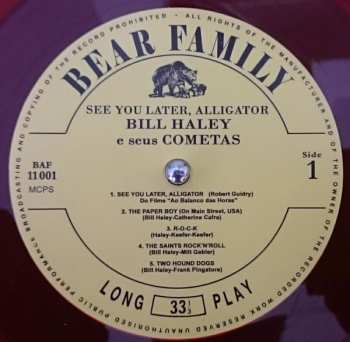 BEAR FAMILY
ALL RIGHTS OF THE MANUFACTURER AND OF THE OWNER OF THE RECORDED WORK RESERVED UNAUTHORISED PUBLIC PERFORMANCE BROADCASTING AND COPYING OF THE RECORD PROHIBITED
SEE YOU LATER, ALLIGATOR
BILL HALEY
e seus COMETAS
BAF
11001
MCPS
Side
1
1. SEE YOU LATER, ALLIGATOR (Robert Guidry)
Do Filmes "Ao Balanco das Horas"
2. THE PAPER BOY (On Main Street, USA)
(Bill Haley-Catherine Cafra)
3. R-O-C-K
(Haley-Keefer-Keefer)
4. THE SAINTS ROCK'N'ROLL
(Bill Haley-Milt Gabler)
5. TWO HOUND DOGS
(Bill Haley-Frank Pingatore)
LONG 33 1/3 PLAY